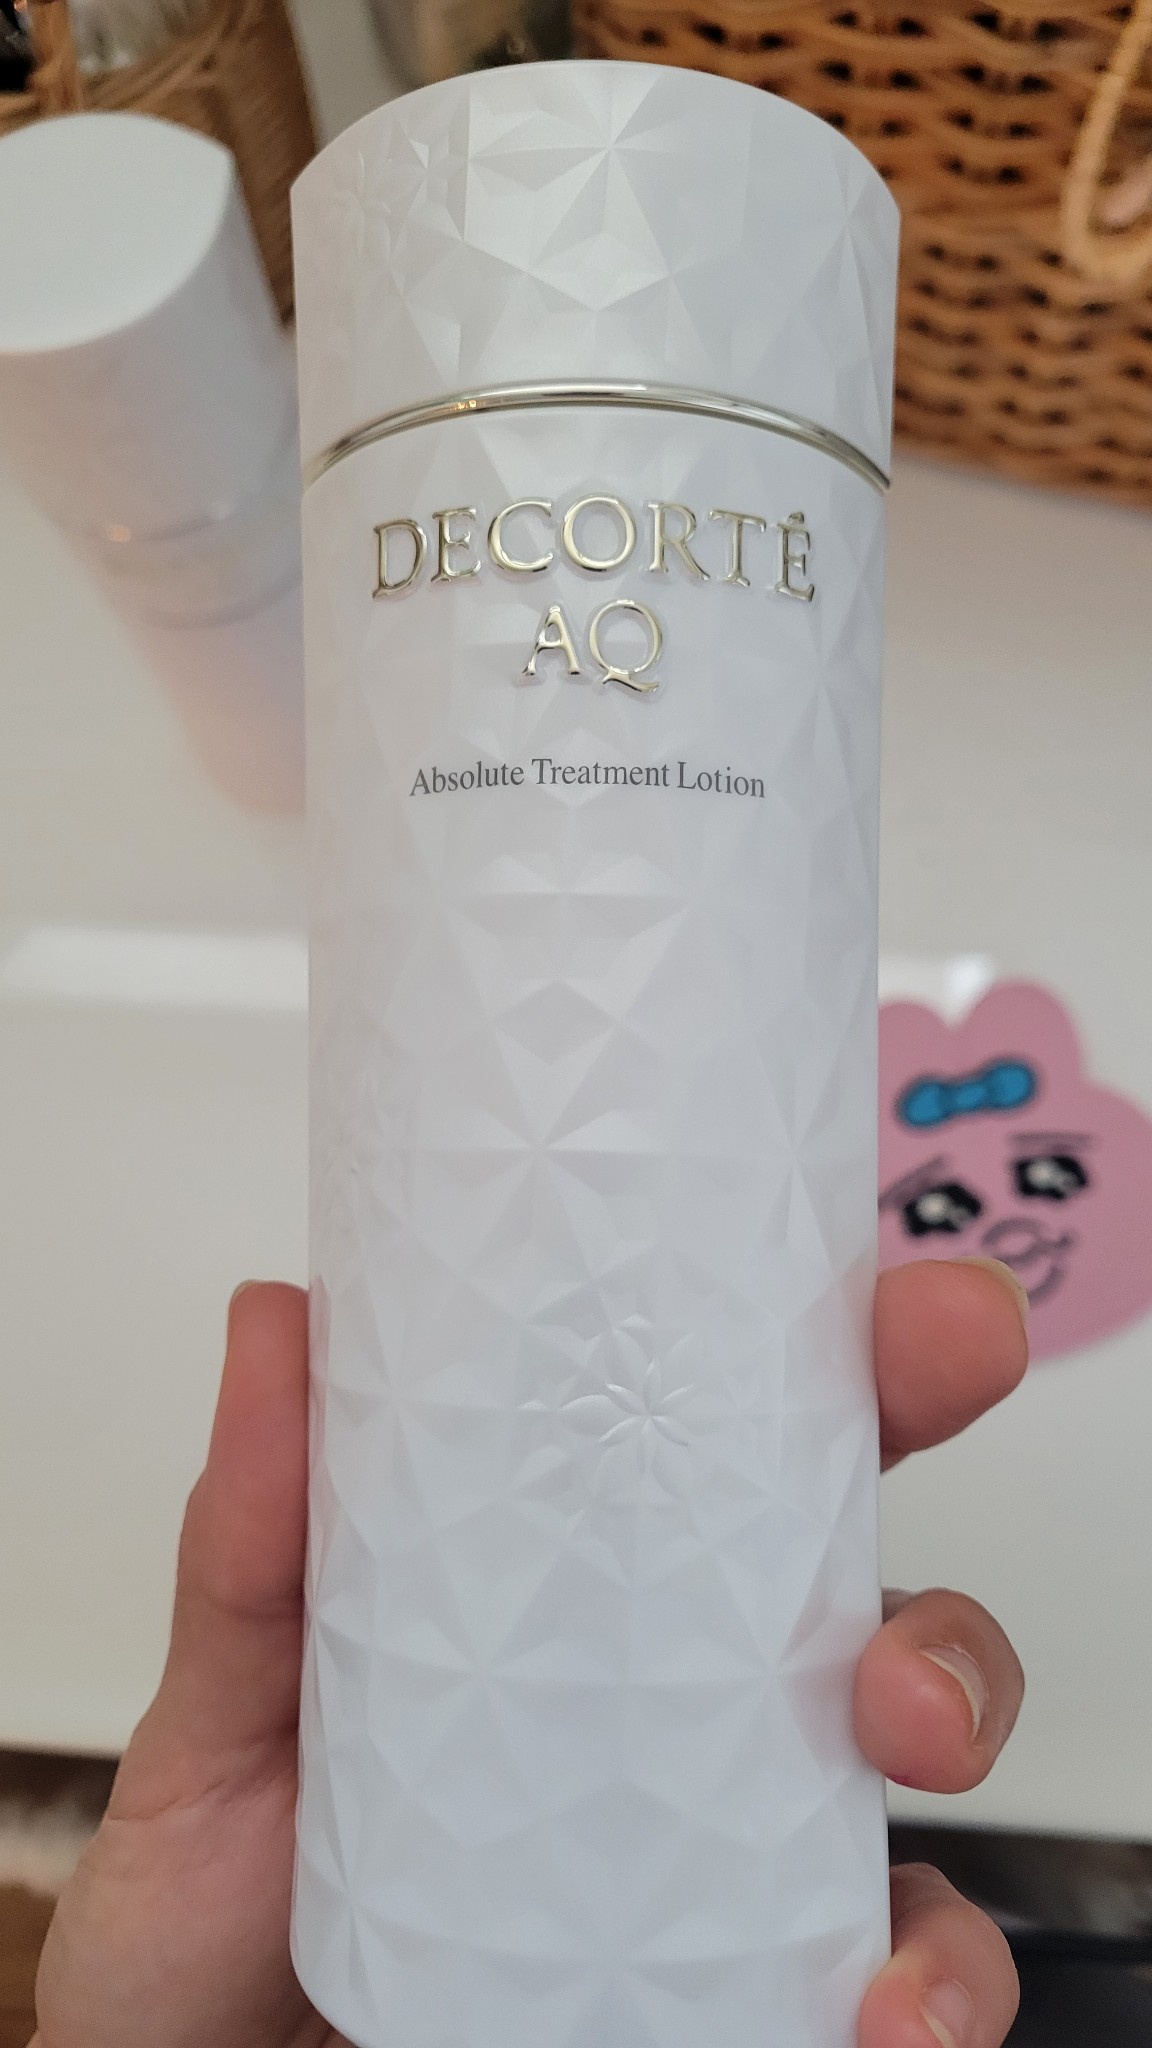 DECORTÉ
AQ
Absolute Treatment Lotion